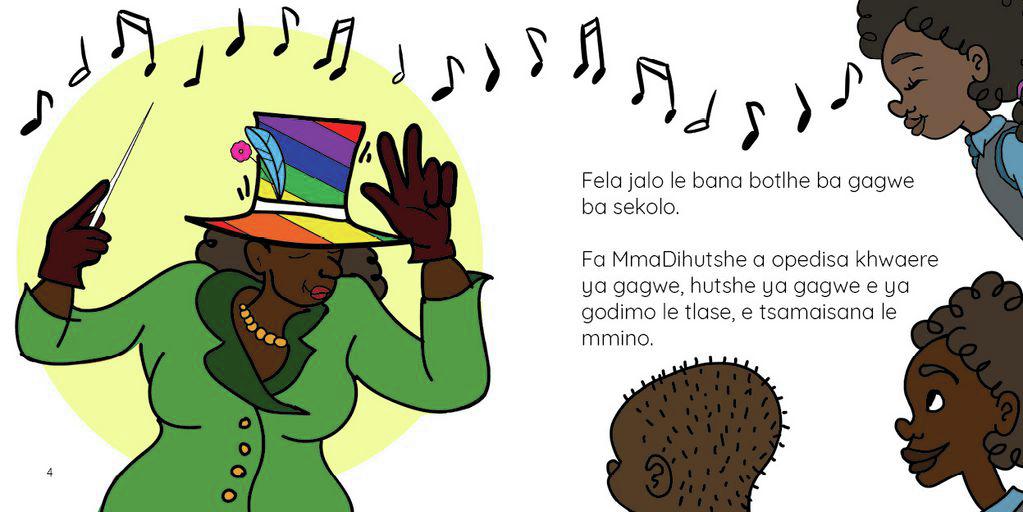 Fela jalo le bana botlhe ba gagwe
ba sekolo.
Fa MmaDihutshe a opedisa khwaere
ya gagwe, hutshe ya gagwe e ya
godimo le tlase, e tsamaisana le
mmino.
4